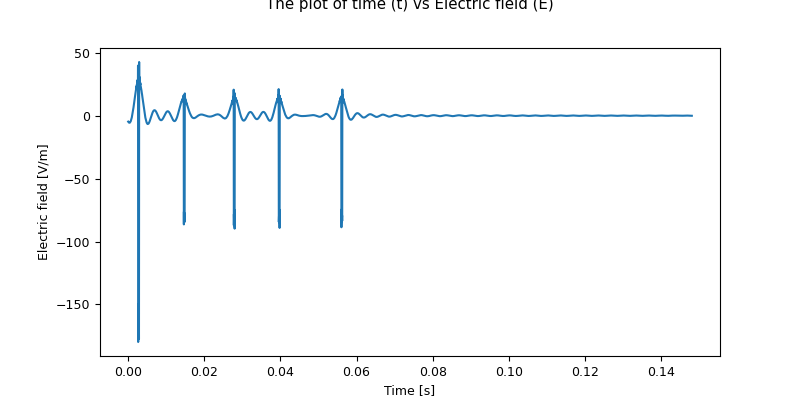 The plot of time (t) vs Electric field (E)
50
0
−50
−100
−150
Electric field [V/m]
0.00 0.02 0.04 0.06 0.08 0.10 0.12 0.14
Time [s]